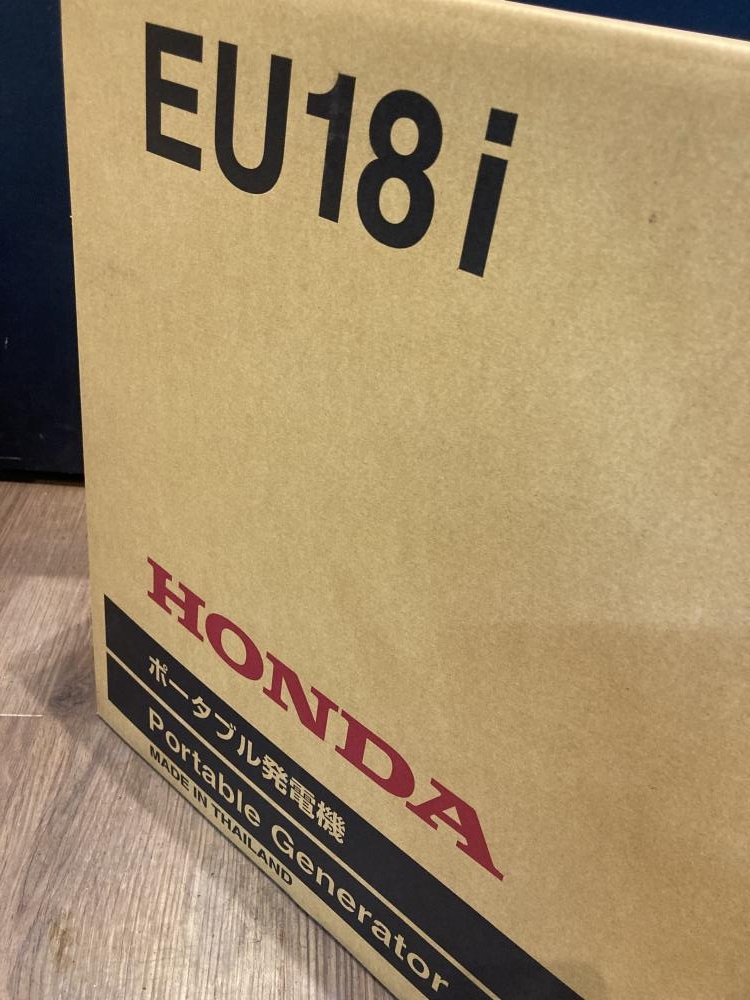 EU18i
HONDA
ポータブル発電機
Portable Generator
MADE IN THAILAND